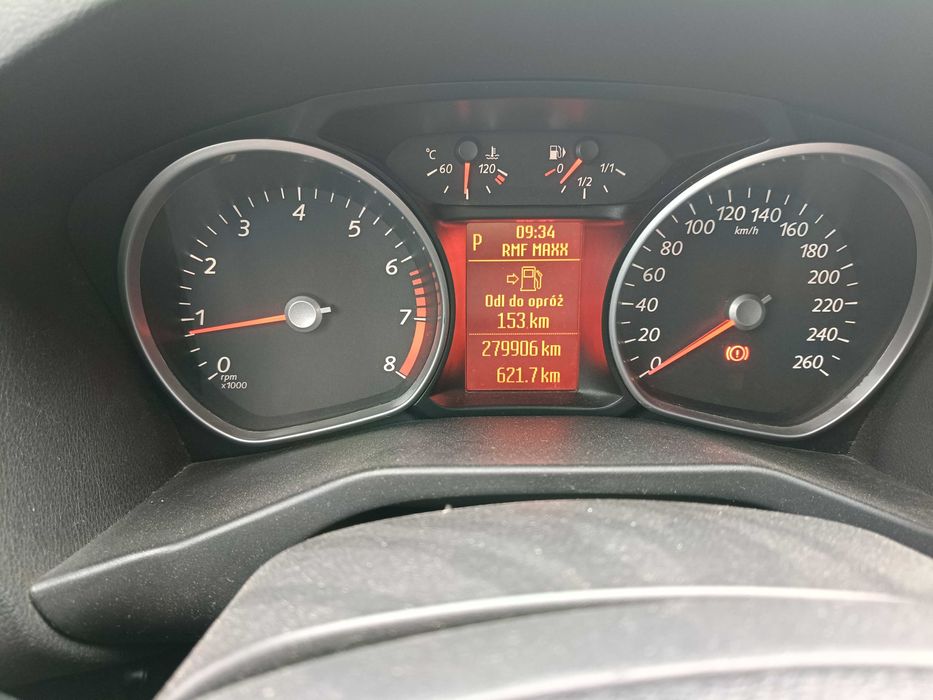 °C 60 120
0 1/2 1/1
0 1 2 3 4 5 6 7 8
rpm
x1000
P 09:34
RMF MAXX
Odl do opróż
153 km
279906 km
621.7 km
0 20 40 60 80 100 120 140 160 180 200 220 240 260
km/h